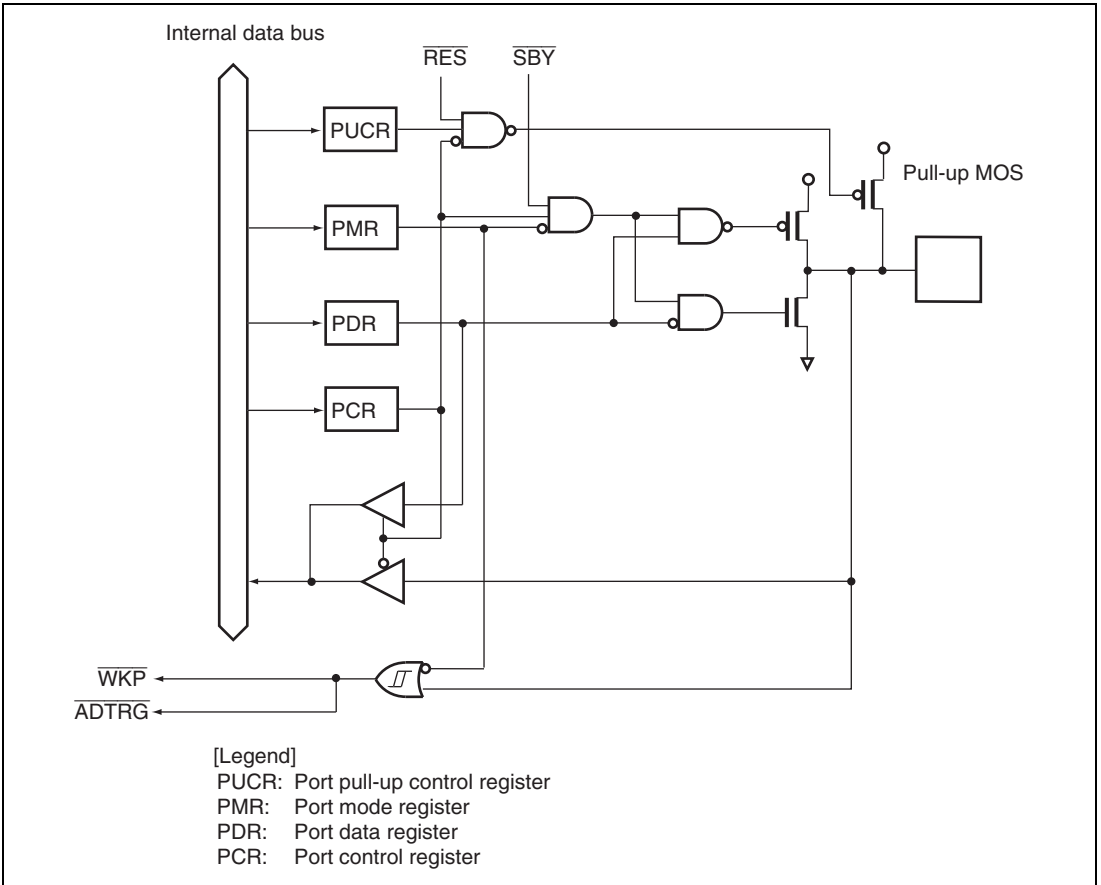 Internal data bus
RES
SBY
PUCR
Pull-up MOS
PMR
PDR
PCR
WKP
ADTRG
[Legend]
PUCR: Port pull-up control register
PMR: Port mode register
PDR: Port data register
PCR: Port control register